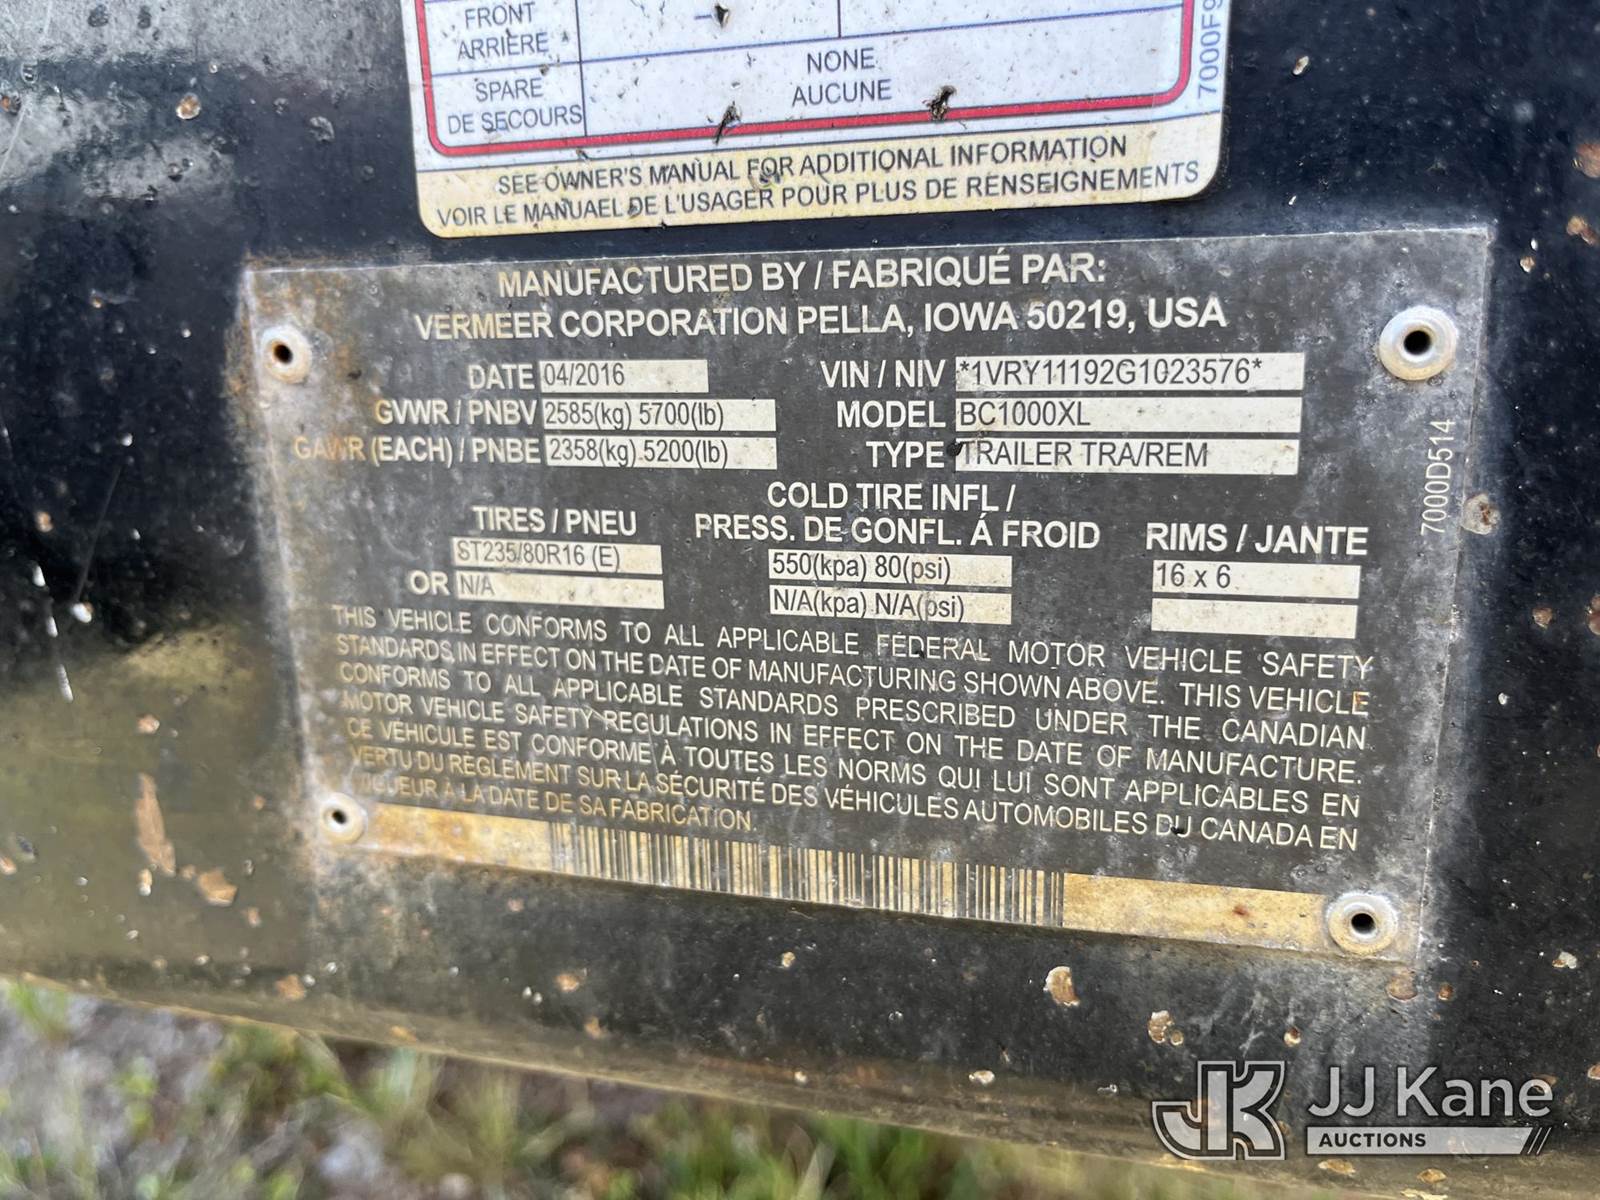 FRONT
ARRIÈRE
SPARE
DE SECOURS
NONE
AUCUNE
7000F9
SEE OWNER'S MANUAL FOR ADDITIONAL INFORMATION
VOIR LE MANUAEL DE L'USAGER POUR PLUS DE RENSEIGNEMENTS
MANUFACTURED BY / FABRIQUÉ PAR:
VERMEER CORPORATION PELLA, IOWA 50219, USA
DATE 04/2016
VIN / NIV *1VRY11192G1023576*
GVWR / PNBV 2585(kg) 5700(lb)
MODEL BC1000XL
GAWR (EACH) / PNBE 2358(kg) 5200(lb)
TYPE TRAILER TRA/REM
TIRES / PNEU
ST235/80R16 (E)
OR N/A
COLD TIRE INFL /
PRESS. DE GONFL. Á FROID
550(kpa) 80(psi)
N/A(kpa) N/A(psi)
RIMS / JANTE
16 x 6
7000D514
THIS VEHICLE CONFORMS TO ALL APPLICABLE FEDERAL MOTOR VEHICLE SAFETY
STANDARDS IN EFFECT ON THE DATE OF MANUFACTURING SHOWN ABOVE. THIS VEHICLE
CONFORMS TO ALL APPLICABLE STANDARDS PRESCRIBED UNDER THE CANADIAN
MOTOR VEHICLE SAFETY REGULATIONS IN EFFECT ON THE DATE OF MANUFACTURE.
CE VÉHICULE EST CONFORME À TOUTES LES NORMS QUI LUI SONT APPLICABLES EN
VERTU DU RÈGLEMENT SUR LA SÉCURITÉ DES VÉHICULES AUTOMOBILES DU CANADA EN
VIGUEUR À LA DATE DE SA FABRICATION.
JK JJ Kane
AUCTIONS